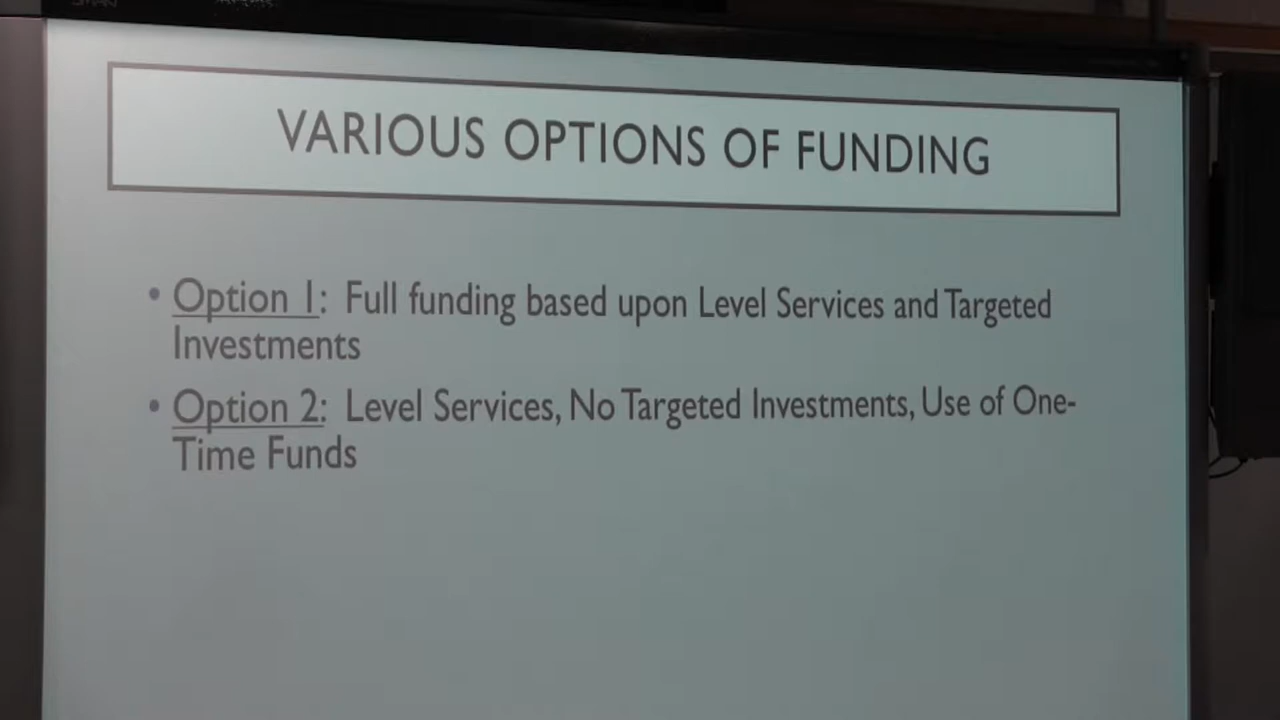 VARIOUS OPTIONS OF FUNDING
• Option 1: Full funding based upon Level Services and Targeted
Investments
• Option 2: Level Services, No Targeted Investments, Use of One-
Time Funds